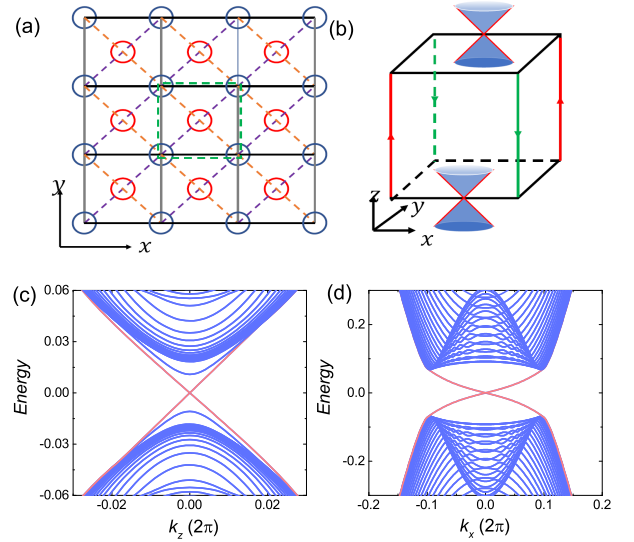 (a)
y
x
(b)
z
y
x
(c)
Energy
0.06
0.03
0.00
-0.03
-0.06
-0.02
0.00
0.02
k_z (2π)
(d)
Energy
0.2
0.0
-0.2
-0.2
-0.1
0.0
0.1
0.2
k_x (2π)